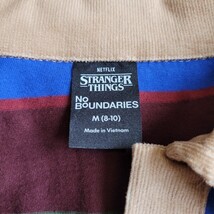 NETFLIX
STRANGER
THINGS
NO
BOUNDARIES
M (8-10)
Made in Vietnam